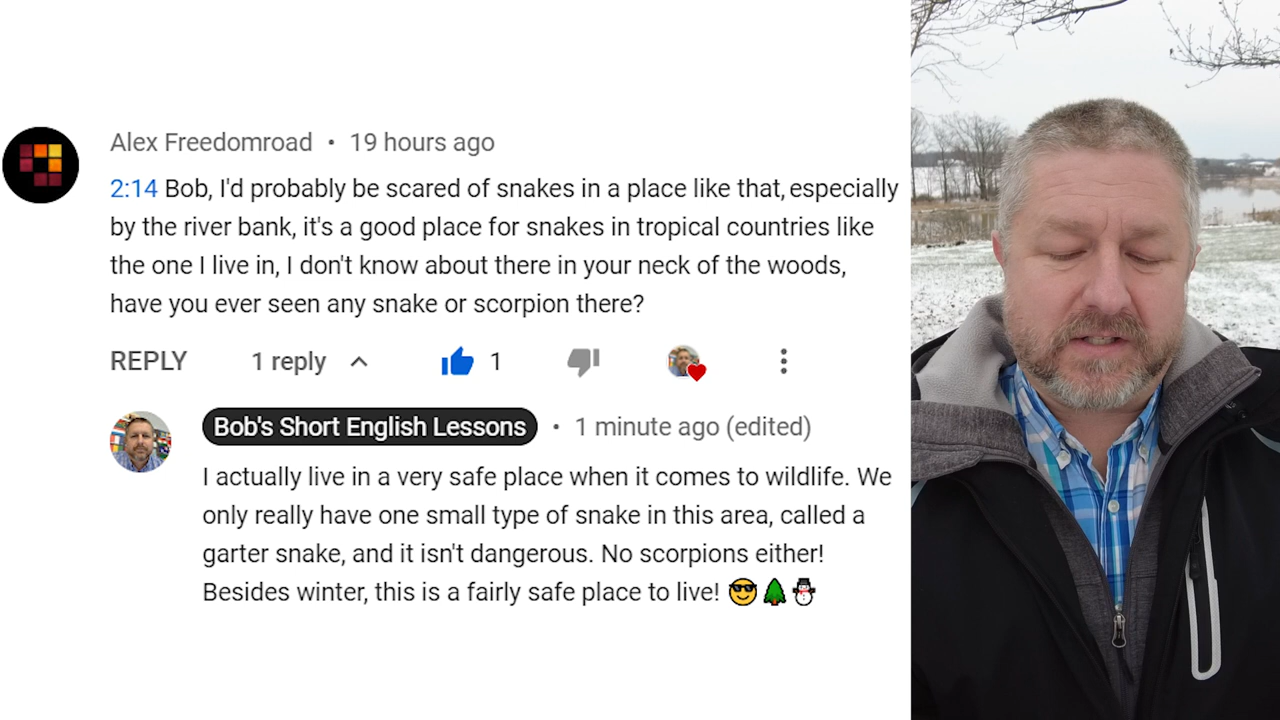 Alex Freedomroad • 19 hours ago
2:14 Bob, I'd probably be scared of snakes in a place like that, especially
by the river bank, it's a good place for snakes in tropical countries like
the one I live in, I don't know about there in your neck of the woods,
have you ever seen any snake or scorpion there?
REPLY 1 reply 1
Bob's Short English Lessons • 1 minute ago (edited)
I actually live in a very safe place when it comes to wildlife. We
only really have one small type of snake in this area, called a
garter snake, and it isn't dangerous. No scorpions either!
Besides winter, this is a fairly safe place to live! 😎🌲⛄